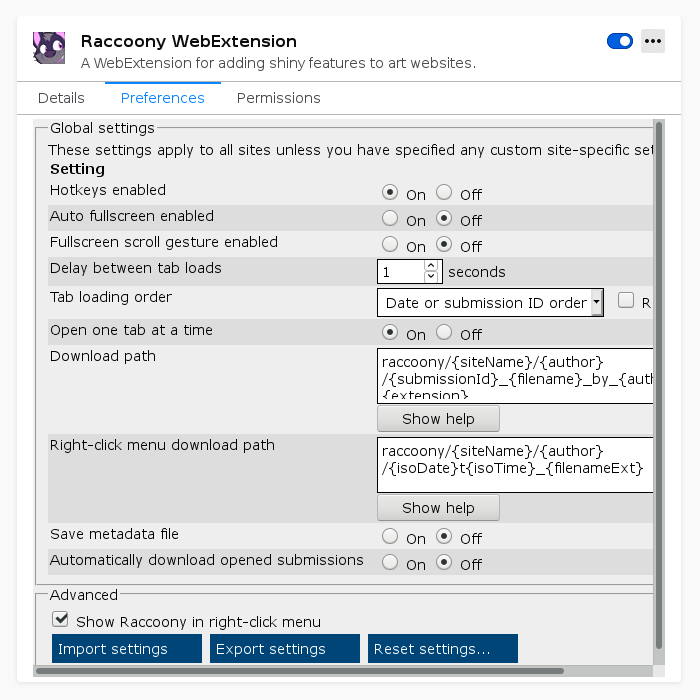 Raccoony WebExtension
A WebExtension for adding shiny features to art websites.
Details Preferences Permissions
Global settings
These settings apply to all sites unless you have specified any custom site-specific set
Setting
Hotkeys enabled On Off
Auto fullscreen enabled On Off
Fullscreen scroll gesture enabled On Off
Delay between tab loads 1 seconds
Tab loading order Date or submission ID order R
Open one tab at a time On Off
Download path raccoony/{siteName}/{author}
/{submissionId}_{filename}_by_{auth
{extension}
Show help
Right-click menu download path raccoony/{siteName}/{author}
/{isoDate}t{isoTime}_{filenameExt}
Show help
Save metadata file On Off
Automatically download opened submissions On Off
Advanced
Show Raccoony in right-click menu
Import settings Export settings Reset settings...